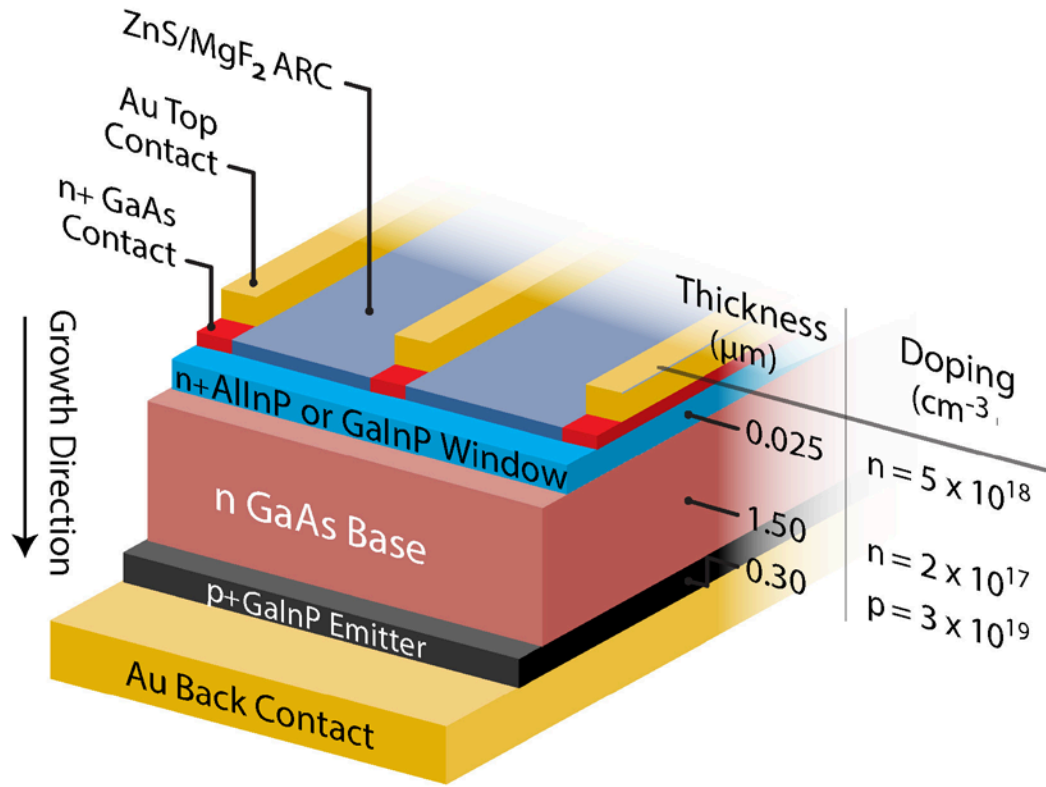 ZnS/MgF₂ ARC
Au Top
Contact
n+ GaAs
Contact
Growth Direction
n+AlInP or GaInP Window
n GaAs Base
p+GaInP Emitter
Au Back Contact
Thickness
(μm)
0.025
1.50
0.30
Doping
(cm⁻³
n = 5 x 10¹⁸
n = 2 x 10¹⁷
p = 3 x 10¹⁹